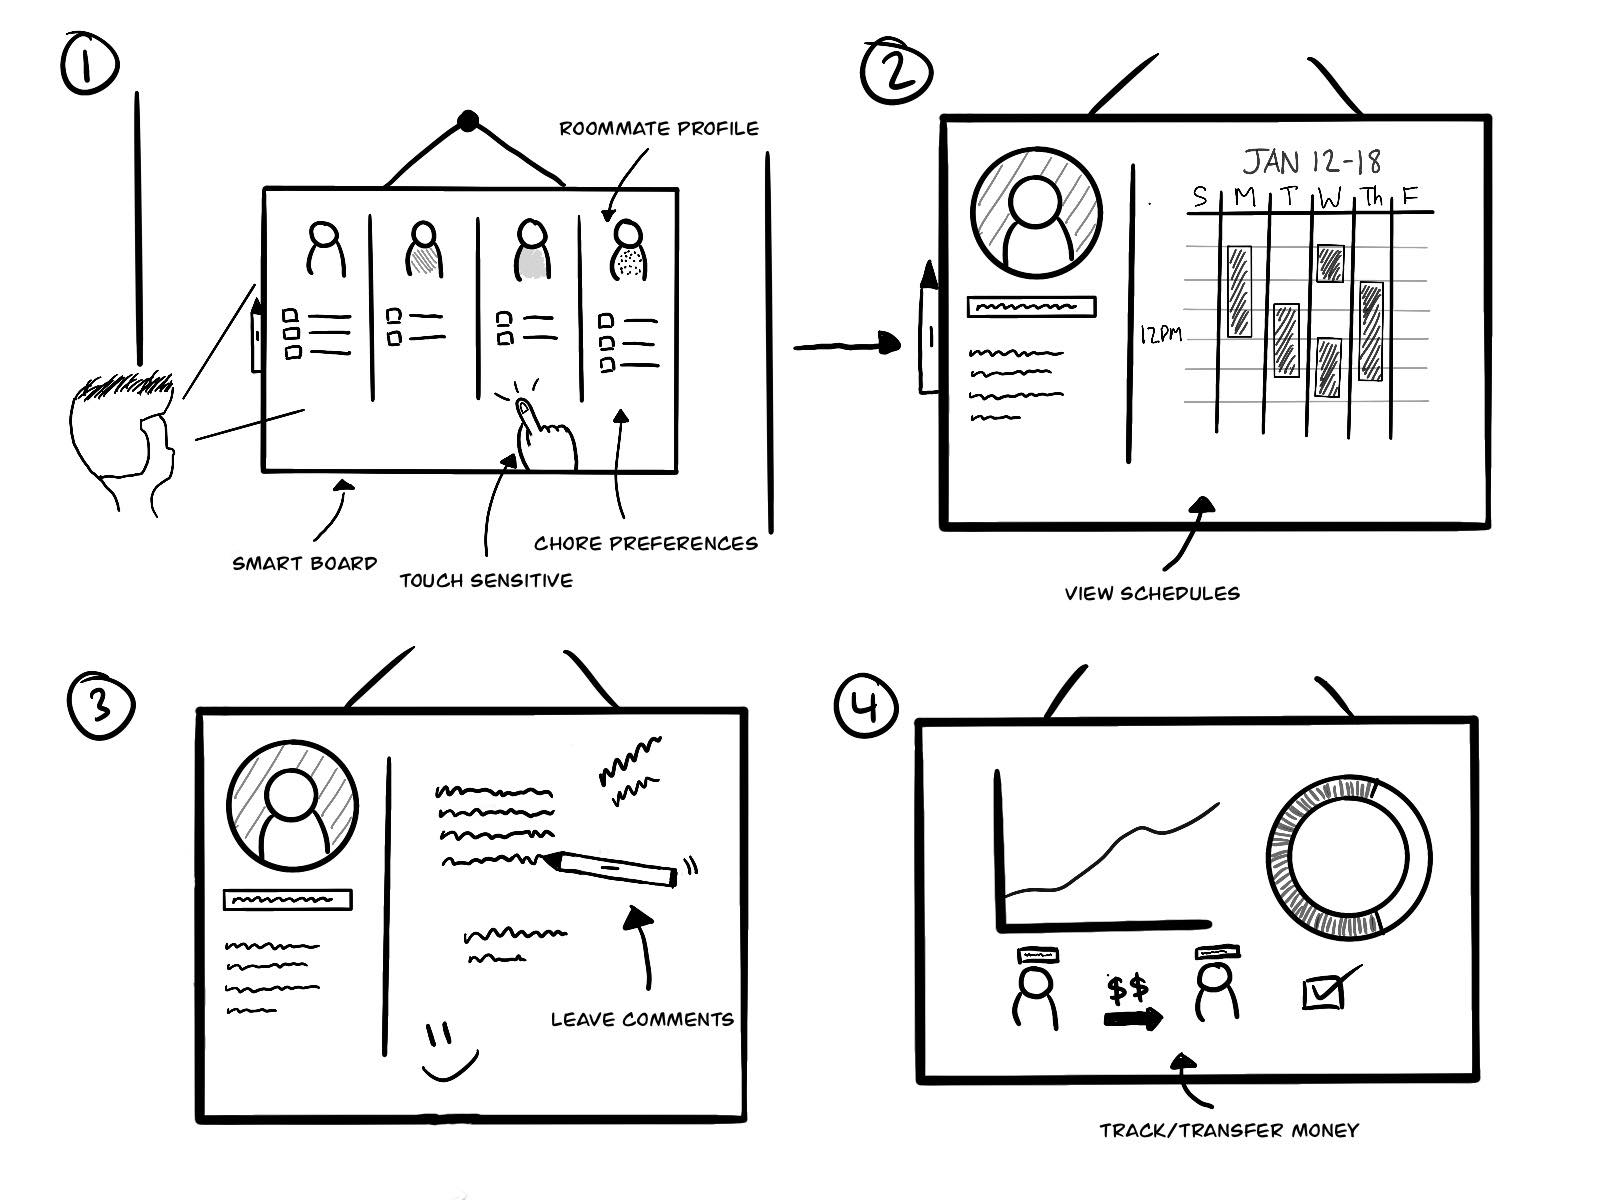 1
ROOMMATE PROFILE
SMART BOARD
TOUCH SENSITIVE
CHORE PREFERENCES
2
JAN 12-18
S M T W Th F
12PM
VIEW SCHEDULES
3
LEAVE COMMENTS
4
$$
TRACK/TRANSFER MONEY